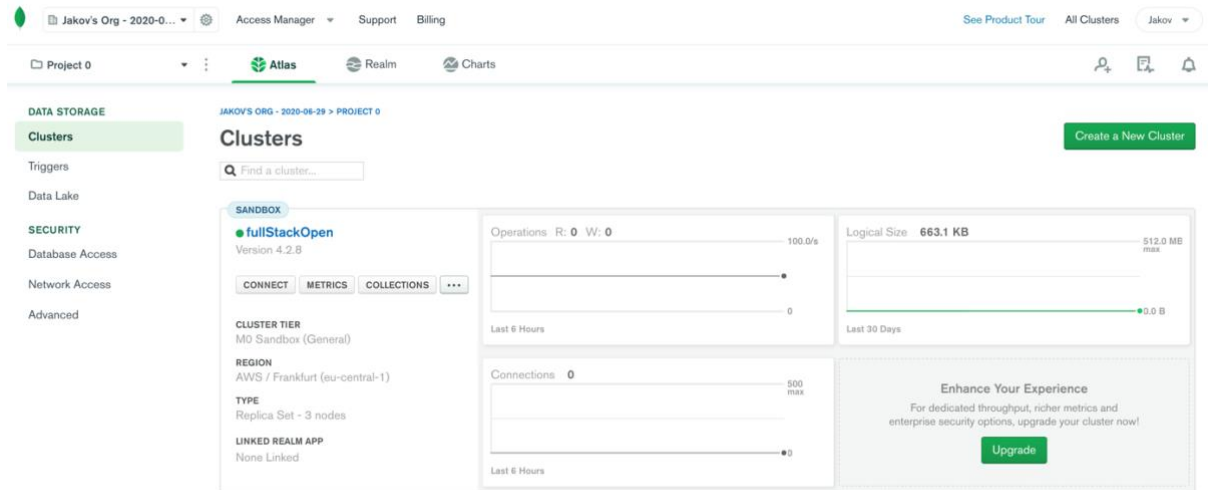 Jakov's Org - 2020-0... Access Manager Support Billing See Product Tour All Clusters Jakov
Project 0 Atlas Realm Charts
DATA STORAGE
Clusters
Triggers
Data Lake
SECURITY
Database Access
Network Access
Advanced
JAKOV'S ORG - 2020-06-29 > PROJECT 0
Clusters
Create a New Cluster
Find a cluster...
SANDBOX
fullStackOpen
Version 4.2.8
CONNECT METRICS COLLECTIONS ...
CLUSTER TIER
M0 Sandbox (General)
REGION
AWS / Frankfurt (eu-central-1)
TYPE
Replica Set - 3 nodes
LINKED REALM APP
None Linked
Operations R: 0 W: 0
100.0/s
0
Last 6 Hours
Logical Size 663.1 KB
512.0 MB
max
0.0 B
Last 30 Days
Connections 0
500
max
0
Last 6 Hours
Enhance Your Experience
For dedicated throughput, richer metrics and
enterprise security options, upgrade your cluster now!
Upgrade